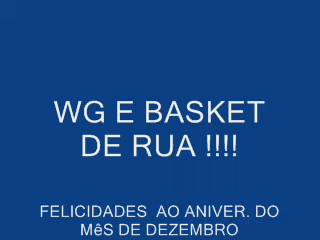 WG E BASKET
DE RUA !!!!
FELICIDADES  AO ANIVER. DO
MêS DE DEZEMBRO